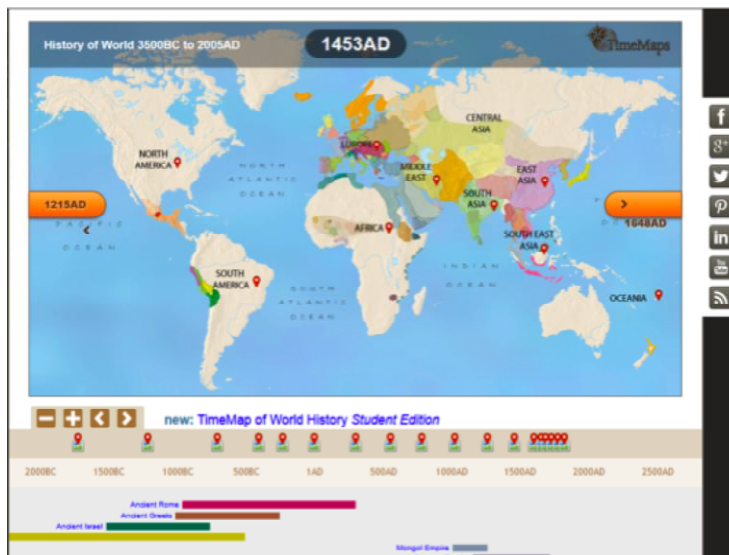 History of World 3500BC to 2005AD
1453AD
TimeMaps
NORTH
AMERICA
EUROPE
CENTRAL
ASIA
MIDDLE
EAST
EAST
ASIA
SOUTH
ASIA
NORTH
ATLANTIC
OCEAN
1215AD
1648AD
PACIFIC
OCEAN
AFRICA
SOUTH EAST
ASIA
SOUTH
AMERICA
INDIAN
OCEAN
SOUTH
ATLANTIC
OCEAN
OCEANIA
new: TimeMap of World History Student Edition
2000BC 1500BC 1000BC 500BC 1AD 500AD 1000AD 1500AD 2000AD 2500AD
Ancient Rome
Ancient Greeks
Ancient Israel
Mongol Empire